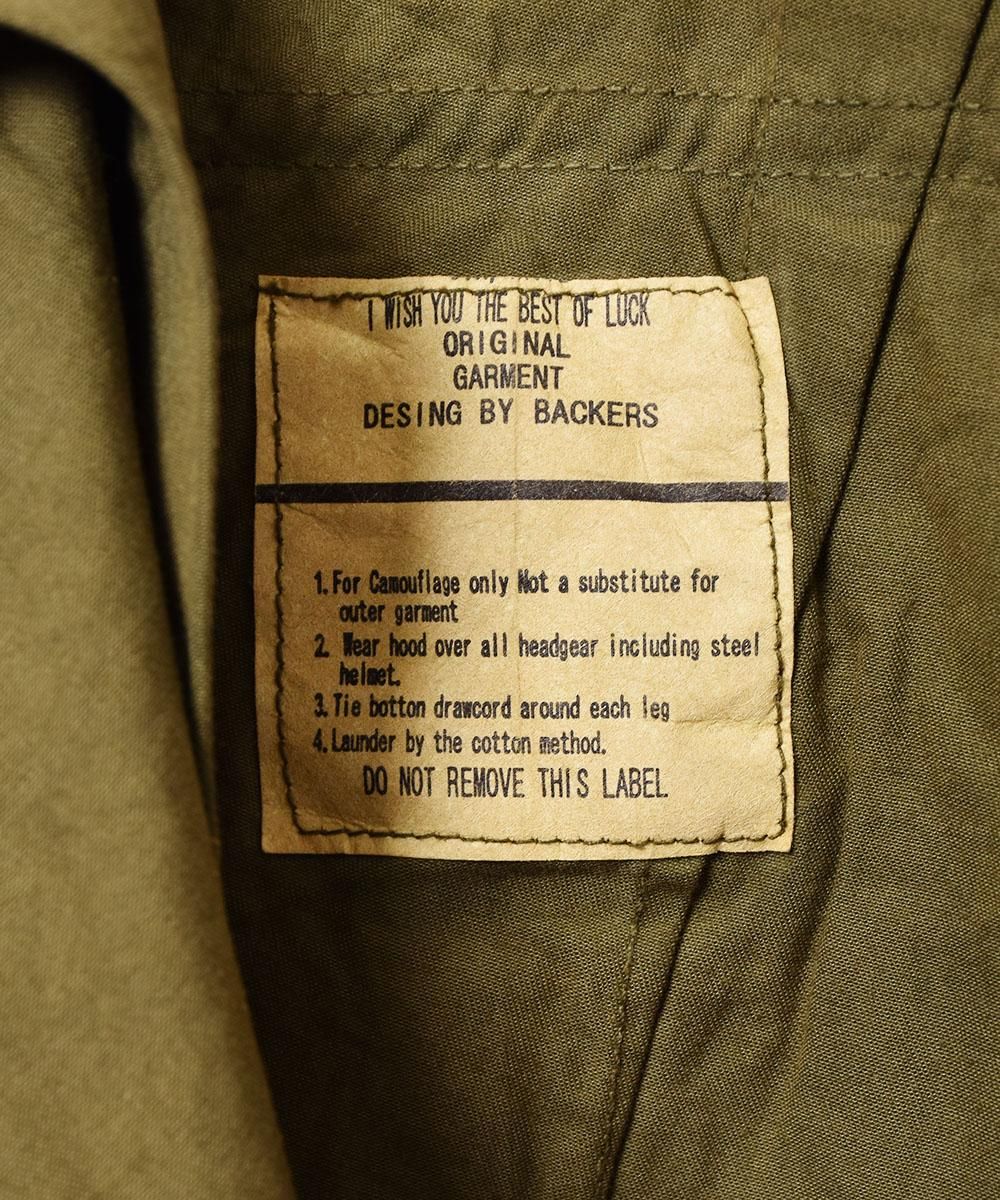 I WISH YOU THE BEST OF LUCK
ORIGINAL
GARMENT
DESING BY BACKERS
1. For Camouflage only Not a substitute for
outer garment
2. Wear hood over all headgear including steel
helmet.
3. Tie botton drawcord around each leg
4. Launder by the cotton method.
DO NOT REMOVE THIS LABEL